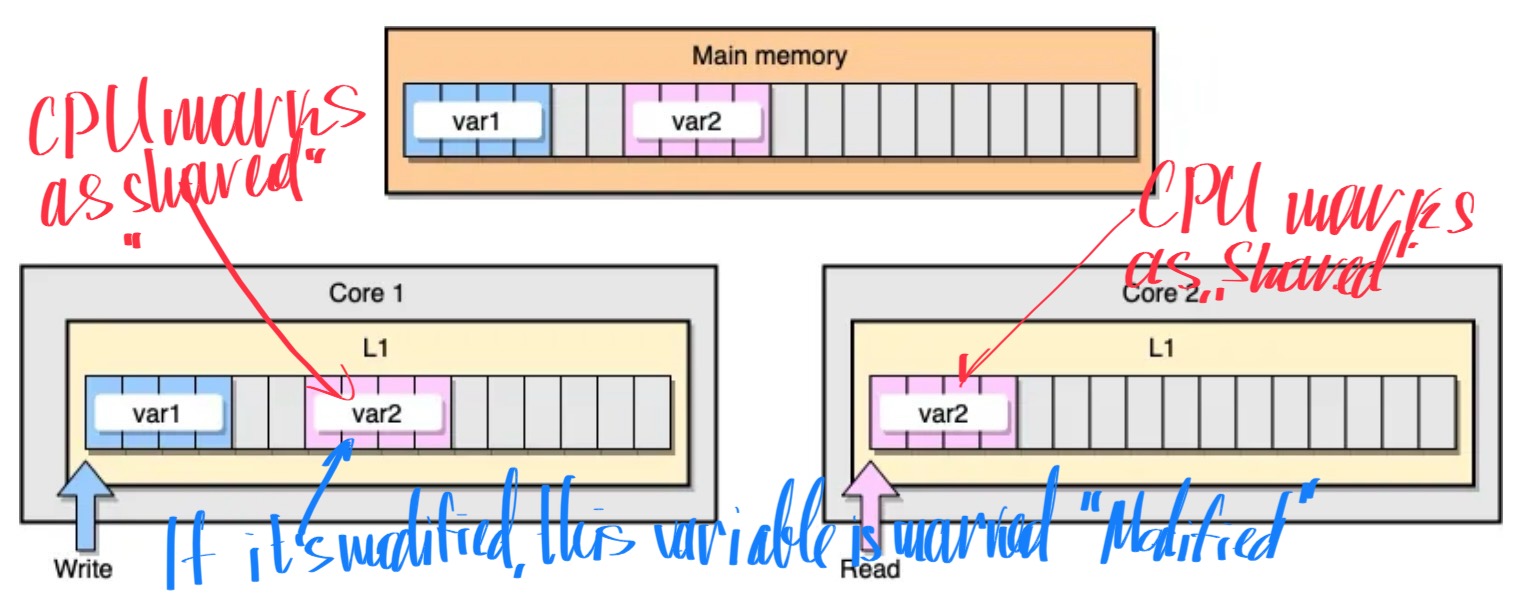 Main memory
var1
var2
CPU marks
as „shared“
CPU marks
as „shared“
Core 1
L1
var1
var2
Core 2
L1
var2
If it's modified, this variable is marked "Modified"
Write
Read